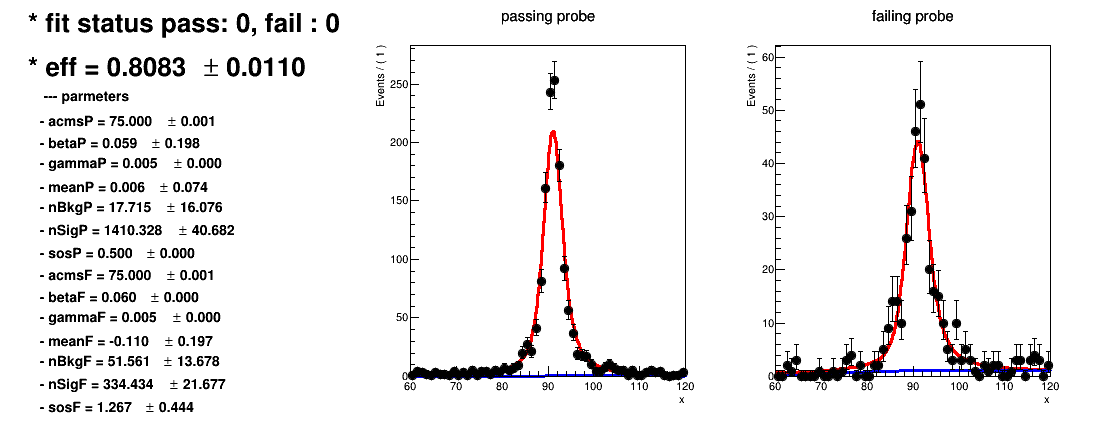 * fit status pass: 0, fail : 0
* eff = 0.8083 ± 0.0110
--- parmeters
- acmsP = 75.000 ± 0.001
- betaP = 0.059 ± 0.198
- gammaP = 0.005 ± 0.000
- meanP = 0.006 ± 0.074
- nBkgP = 17.715 ± 16.076
- nSigP = 1410.328 ± 40.682
- sosP = 0.500 ± 0.000
- acmsF = 75.000 ± 0.001
- betaF = 0.060 ± 0.000
- gammaF = 0.005 ± 0.000
- meanF = -0.110 ± 0.197
- nBkgF = 51.561 ± 13.678
- nSigF = 334.434 ± 21.677
- sosF = 1.267 ± 0.444
passing probe
Events / ( 1 )
250
200
150
100
50
0
60 70 80 90 100 110 120
x
failing probe
Events / ( 1 )
60
50
40
30
20
10
0
60 70 80 90 100 110 120
x